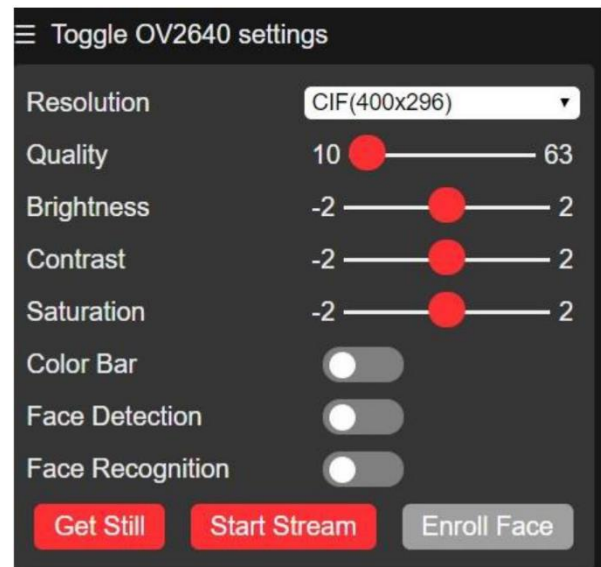 ☰ Toggle OV2640 settings
Resolution CIF(400x296)
Quality 10 63
Brightness -2 2
Contrast -2 2
Saturation -2 2
Color Bar
Face Detection
Face Recognition
Get Still Start Stream Enroll Face